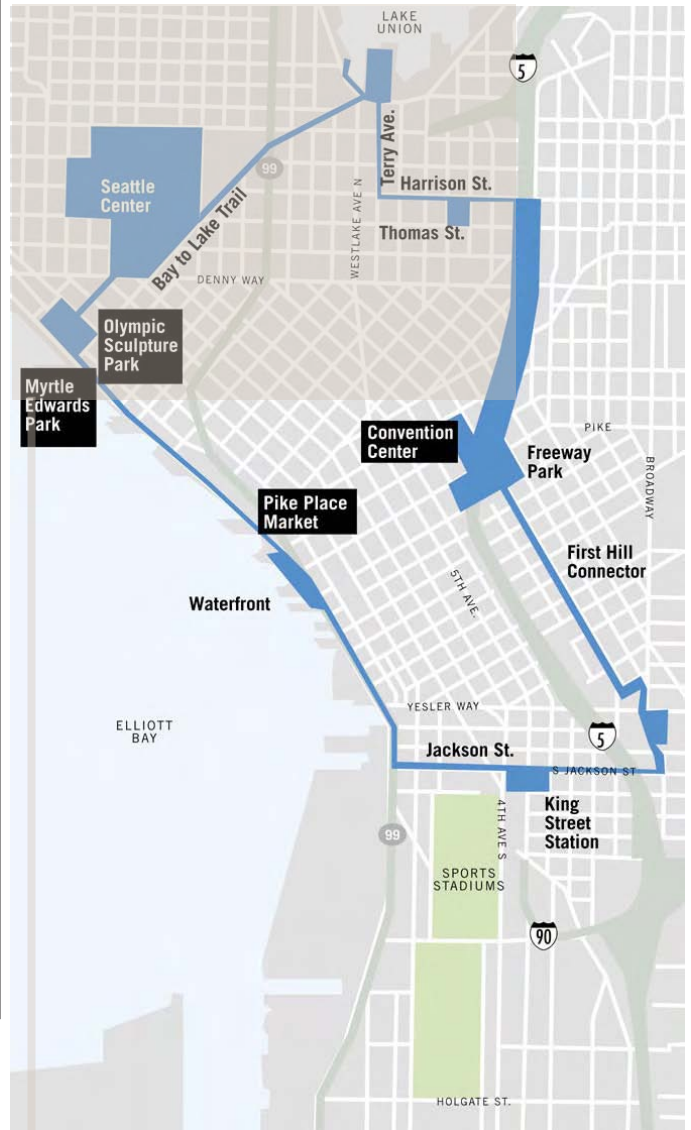 LAKE
UNION
5
Terry Ave.
99
Seattle
Center
Harrison St.
WESTLAKE AVE N
Thomas St.
Bay to Lake Trail
DENNY WAY
Olympic
Sculpture
Park
Myrtle
Edwards
Park
Convention
Center
PIKE
Freeway
Park
BROADWAY
Pike Place
Market
First Hill
Connector
5TH AVE.
Waterfront
YESLER WAY
ELLIOTT
BAY
5
Jackson St.
S JACKSON ST
King
Street
Station
4TH AVE S
99
SPORTS
STADIUMS
90
HOLGATE ST.